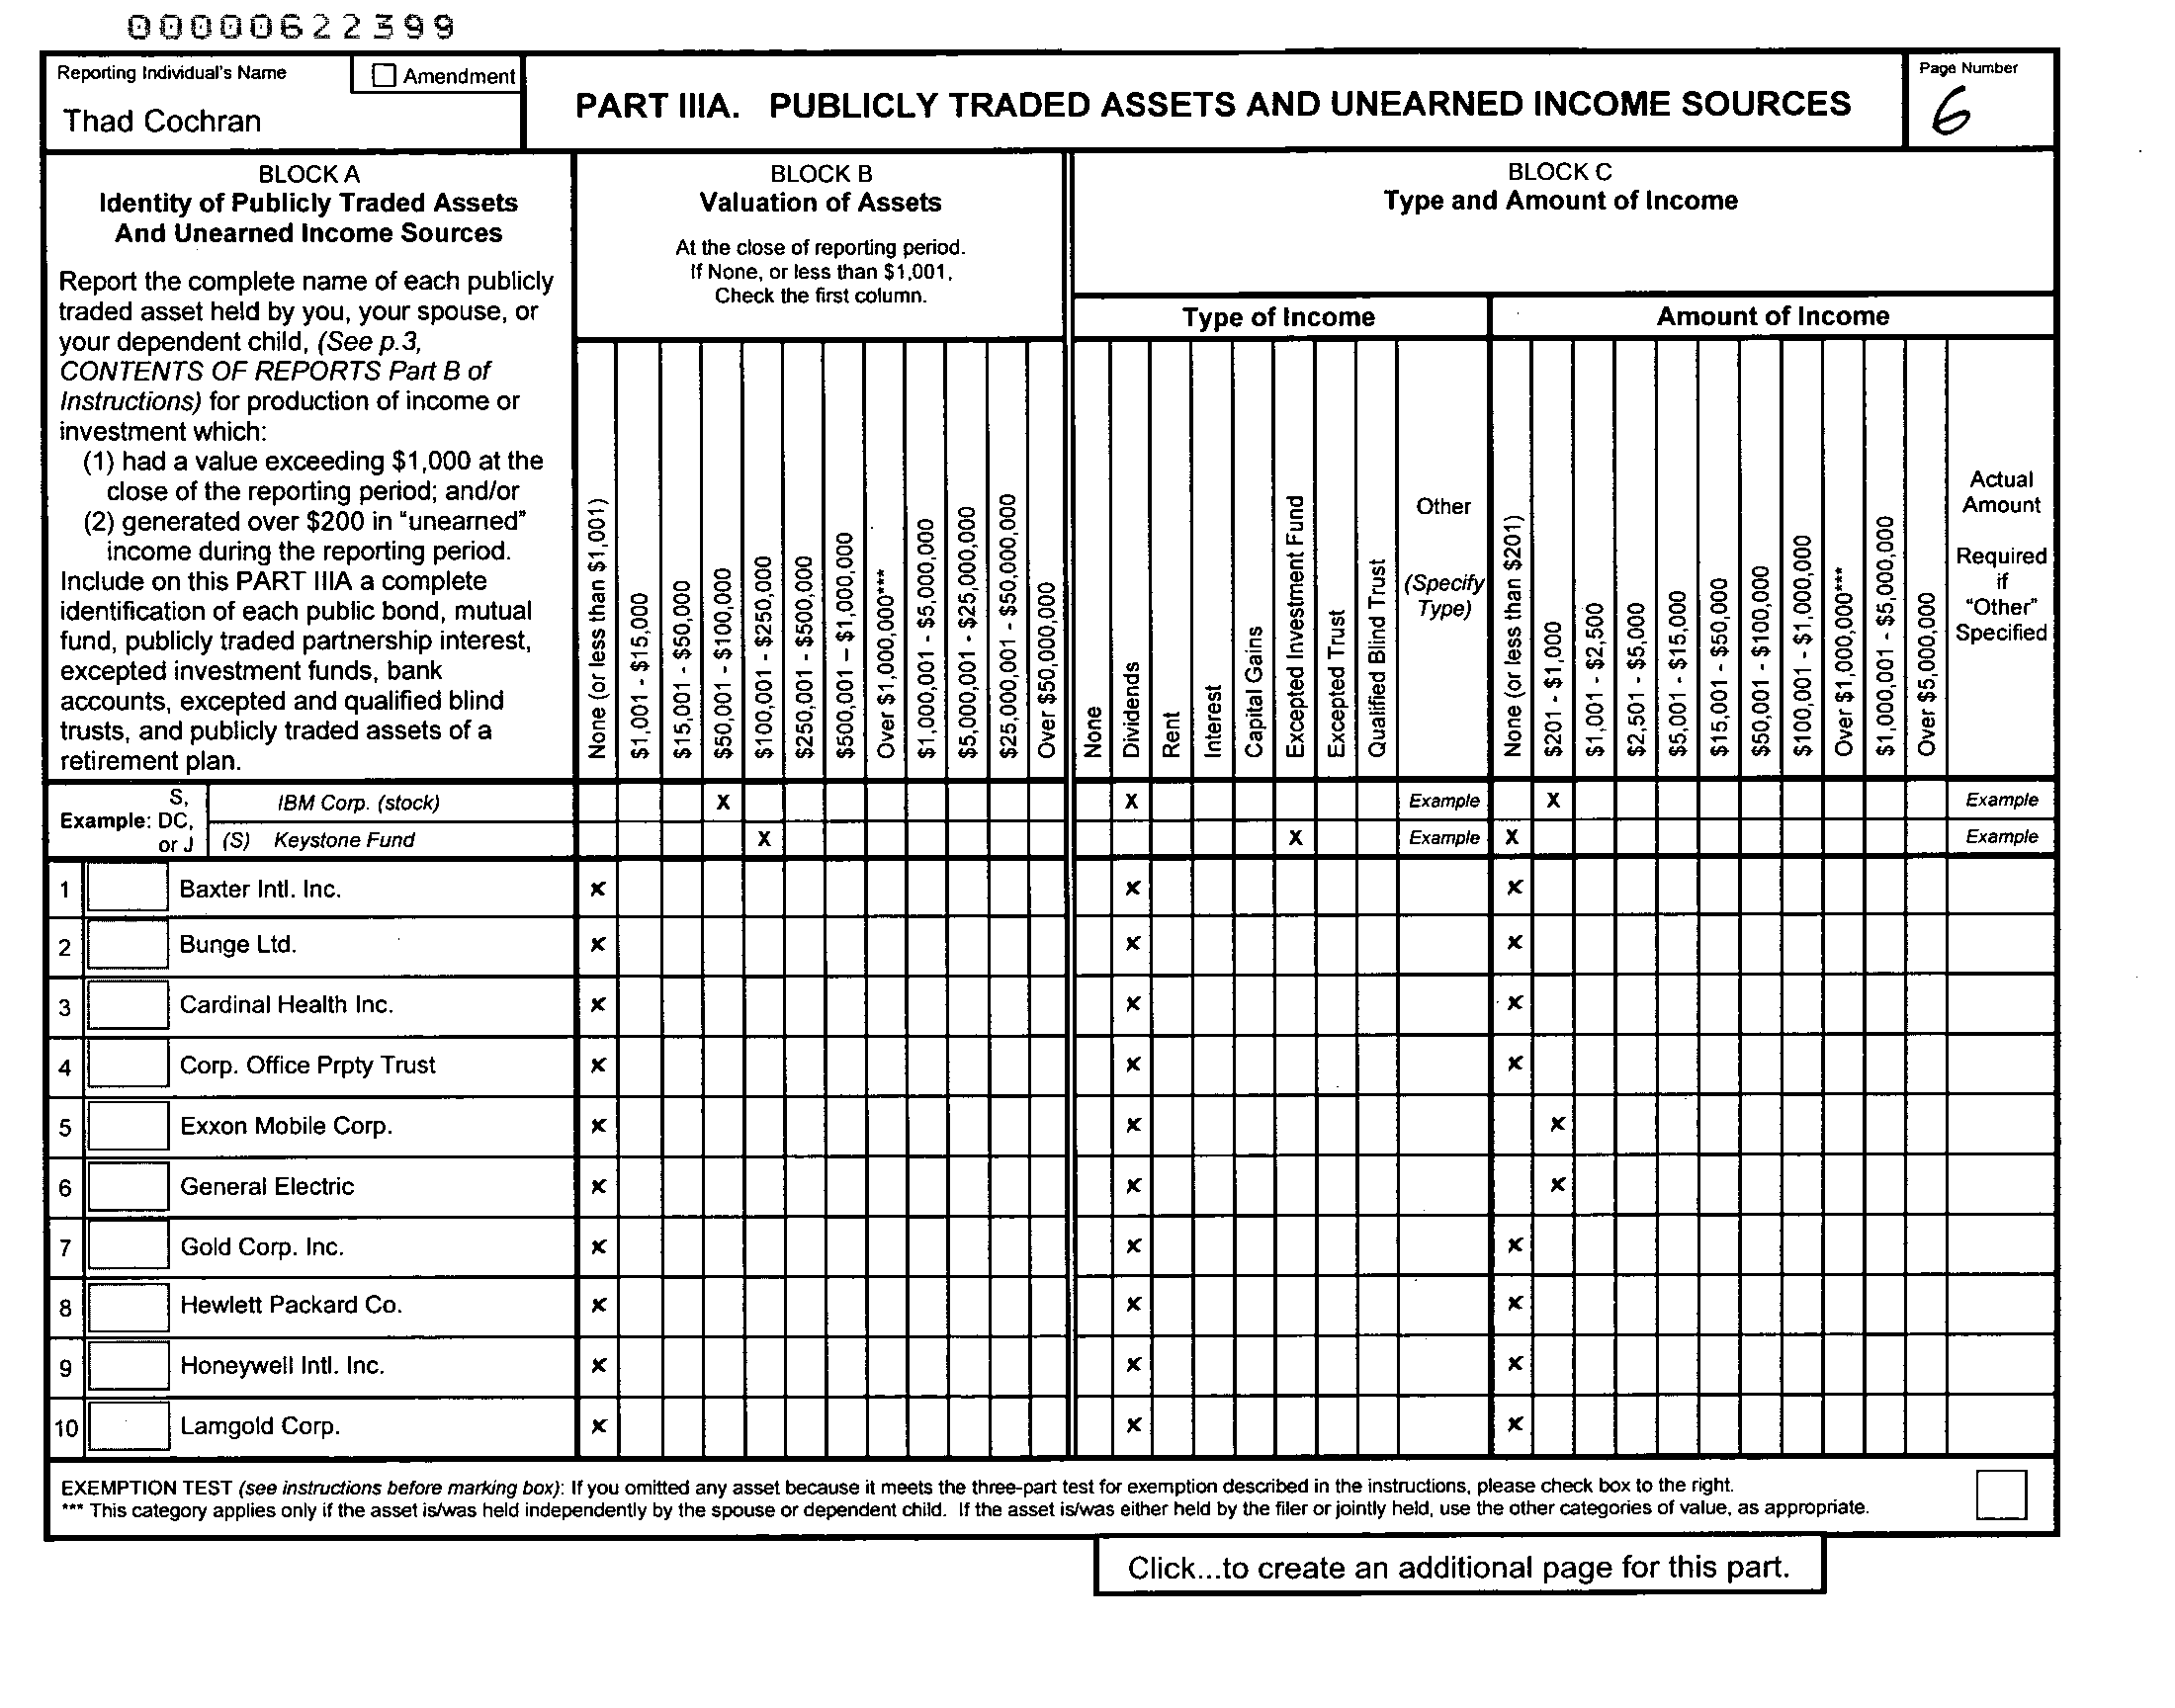 00000622399
Reporting Individual's Name
Amendment
Thad Cochran
PART IIIA. PUBLICLY TRADED ASSETS AND UNEARNED INCOME SOURCES
Page Number
6
BLOCK A
Identity of Publicly Traded Assets
And Unearned Income Sources
Report the complete name of each publicly
traded asset held by you, your spouse, or
your dependent child, (See p.3,
CONTENTS OF REPORTS Part B of
Instructions) for production of income or
investment which:
(1) had a value exceeding $1,000 at the
close of the reporting period; and/or
(2) generated over $200 in "unearned"
income during the reporting period.
Include on this PART IIIA a complete
identification of each public bond, mutual
fund, publicly traded partnership interest,
excepted investment funds, bank
accounts, excepted and qualified blind
trusts, and publicly traded assets of a
retirement plan.
BLOCK B
Valuation of Assets
At the close of reporting period.
If None, or less than $1,001,
Check the first column.
None (or less than $1,001)
$1,001 - $15,000
$15,001 - $50,000
$50,001 - $100,000
$100,001 - $250,000
$250,001 - $500,000
$500,001 – $1,000,000
Over $1,000,000***
$1,000,001 - $5,000,000
$5,000,001 - $25,000,000
$25,000,001 - $50,000,000
Over $50,000,000
BLOCK C
Type and Amount of Income
Type of Income
None
Dividends
Rent
Interest
Capital Gains
Excepted Investment Fund
Excepted Trust
Qualified Blind Trust
Other
(Specify
Type)
Amount of Income
None (or less than $201)
$201 - $1,000
$1,001 - $2,500
$2,501 - $5,000
$5,001 - $15,000
$15,001 - $50,000
$50,001 - $100,000
$100,001 - $1,000,000
Over $1,000,000***
$1,000,001 - $5,000,000
Over $5,000,000
Actual
Amount
Required
if
"Other"
Specified
Example: S, DC, or J
IBM Corp. (stock) X X Example X Example
(S) Keystone Fund X X Example X Example
1 Baxter Intl. Inc. x x x
2 Bunge Ltd. x x x
3 Cardinal Health Inc. x x x
4 Corp. Office Prpty Trust x x x
5 Exxon Mobile Corp. x x x
6 General Electric x x x
7 Gold Corp. Inc. x x x
8 Hewlett Packard Co. x x x
9 Honeywell Intl. Inc. x x x
10 Lamgold Corp. x x x
EXEMPTION TEST (see instructions before marking box): If you omitted any asset because it meets the three-part test for exemption described in the instructions, please check box to the right.
*** This category applies only if the asset is/was held independently by the spouse or dependent child. If the asset is/was either held by the filer or jointly held, use the other categories of value, as appropriate.
Click...to create an additional page for this part.